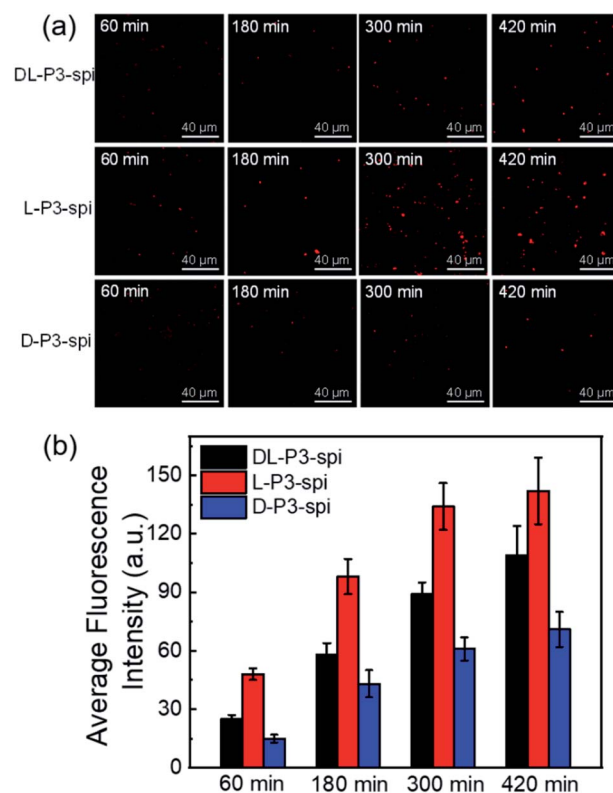 (a)
60 min 180 min 300 min 420 min
DL-P3-spi
40 µm 40 µm 40 µm 40 µm
60 min 180 min 300 min 420 min
L-P3-spi
40 µm 40 µm 40 µm 40 µm
60 min 180 min 300 min 420 min
D-P3-spi
40 µm 40 µm 40 µm 40 µm
(b)
Average Fluorescence
Intensity (a.u.)
150
120
90
60
30
0
DL-P3-spi
L-P3-spi
D-P3-spi
60 min 180 min 300 min 420 min